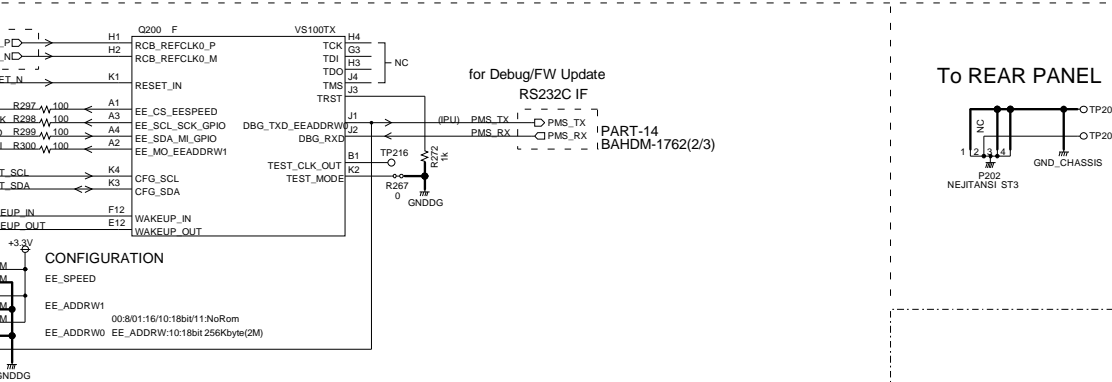 Q200 F VS100TX
H1 RCB_REFCLK0_P
H2 RCB_REFCLK0_M
K1 RESET_IN
R297 100 A1 EE_CS_EESPEED
R298 100 A3 EE_SCL_SCK_GPIO
R299 100 A4 EE_SDA_MI_GPIO
R300 100 A2 EE_MO_EEADDRW1
K4 CFG_SCL
K3 CFG_SDA
F12 WAKEUP_IN
E12 WAKEUP_OUT
TCK H4
TDI G3
TDO H3
TMS J4
TRST J3
NC
DBG_TXD_EEADDRW0 J1
DBG_RXD J2
TEST_CLK_OUT B1 TP216
TEST_MODE K2
R267
0
R272
1k
GNDDG
for Debug/FW Update
RS232C IF
(IPU) PMS_TX PMS_TX
PMS_RX PMS_RX
PART-14
BAHDM-1762(2/3)
+3.3V
CONFIGURATION
EE_SPEED
EE_ADDRW1
00:8/01:16/10:18bit/11:NoRom
EE_ADDRW0 EE_ADDRW:10:18bit 256Kbyte(2M)
To REAR PANEL
NC
1 2 3 4
P202
NEJITANSI ST3
GND_CHASSIS